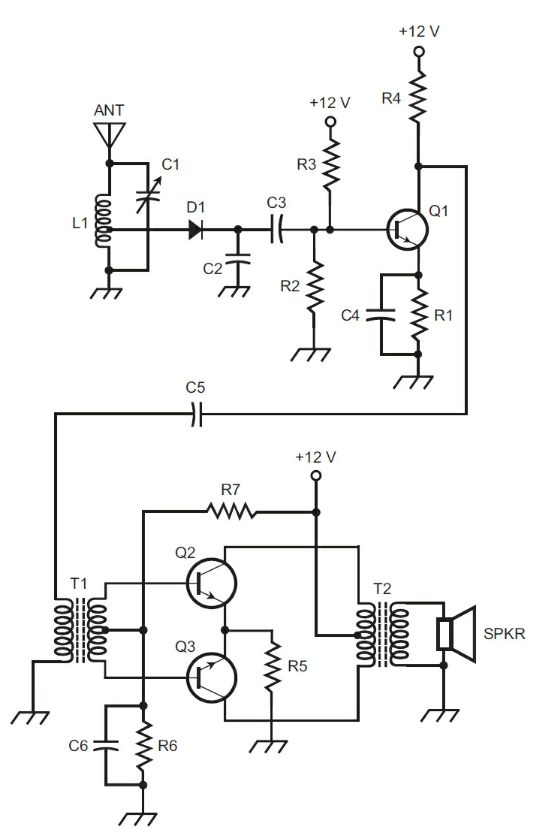 +12 V
R4
+12 V
ANT
C1
R3
D1
C3
Q1
L1
C2
R2
C4
R1
C5
+12 V
R7
Q2
T1
T2
SPKR
Q3
R5
C6
R6